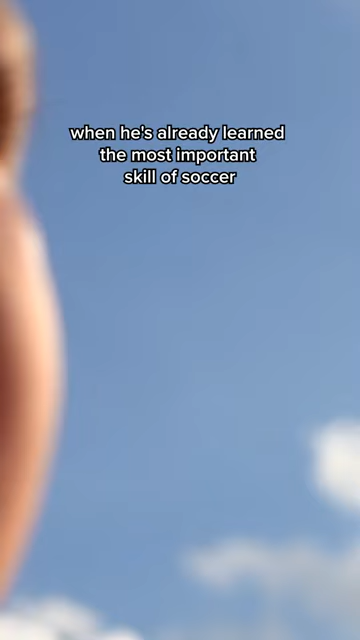 when he's already learned
the most important
skill of soccer